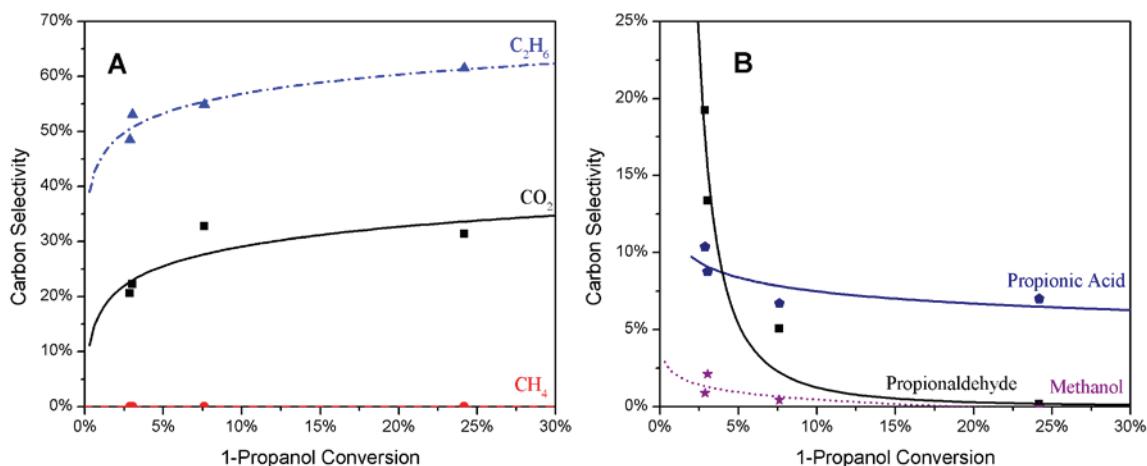 70%
60%
50%
40%
30%
20%
10%
0%
Carbon Selectivity
A
C₂H₆
CO₂
CH₄
0% 5% 10% 15% 20% 25% 30%
1-Propanol Conversion
25%
20%
15%
10%
5%
0%
Carbon Selectivity
B
Propionic Acid
Propionaldehyde
Methanol
0% 5% 10% 15% 20% 25% 30%
1-Propanol Conversion